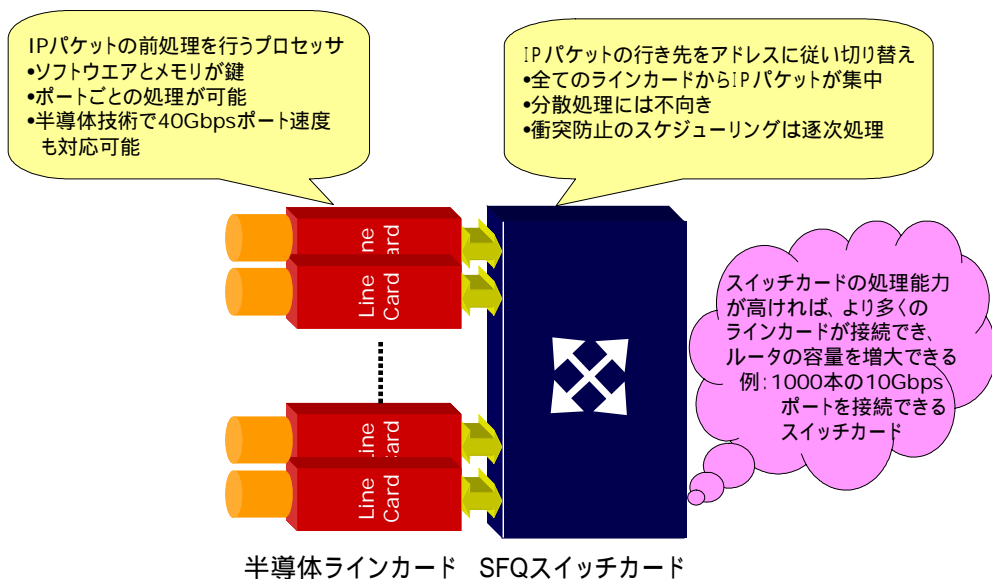 IPパケットの前処理を行うプロセッサ
•ソフトウエアとメモリが鍵
•ポートごとの処理が可能
•半導体技術で40Gbpsポート速度
も対応可能
IPパケットの行き先をアドレスに従い切り替え
•全てのラインカードからIPパケットが集中
•分散処理には不向き
•衝突防止のスケジューリングは逐次処理
Line
Card
Line
Card
Line
Card
スイッチカードの処理能力
が高ければ、より多くの
ラインカードが接続でき、
ルータの容量を増大できる
例:1000本の10Gbps
ポートを接続できる
スイッチカード
半導体ラインカード
SFQスイッチカード